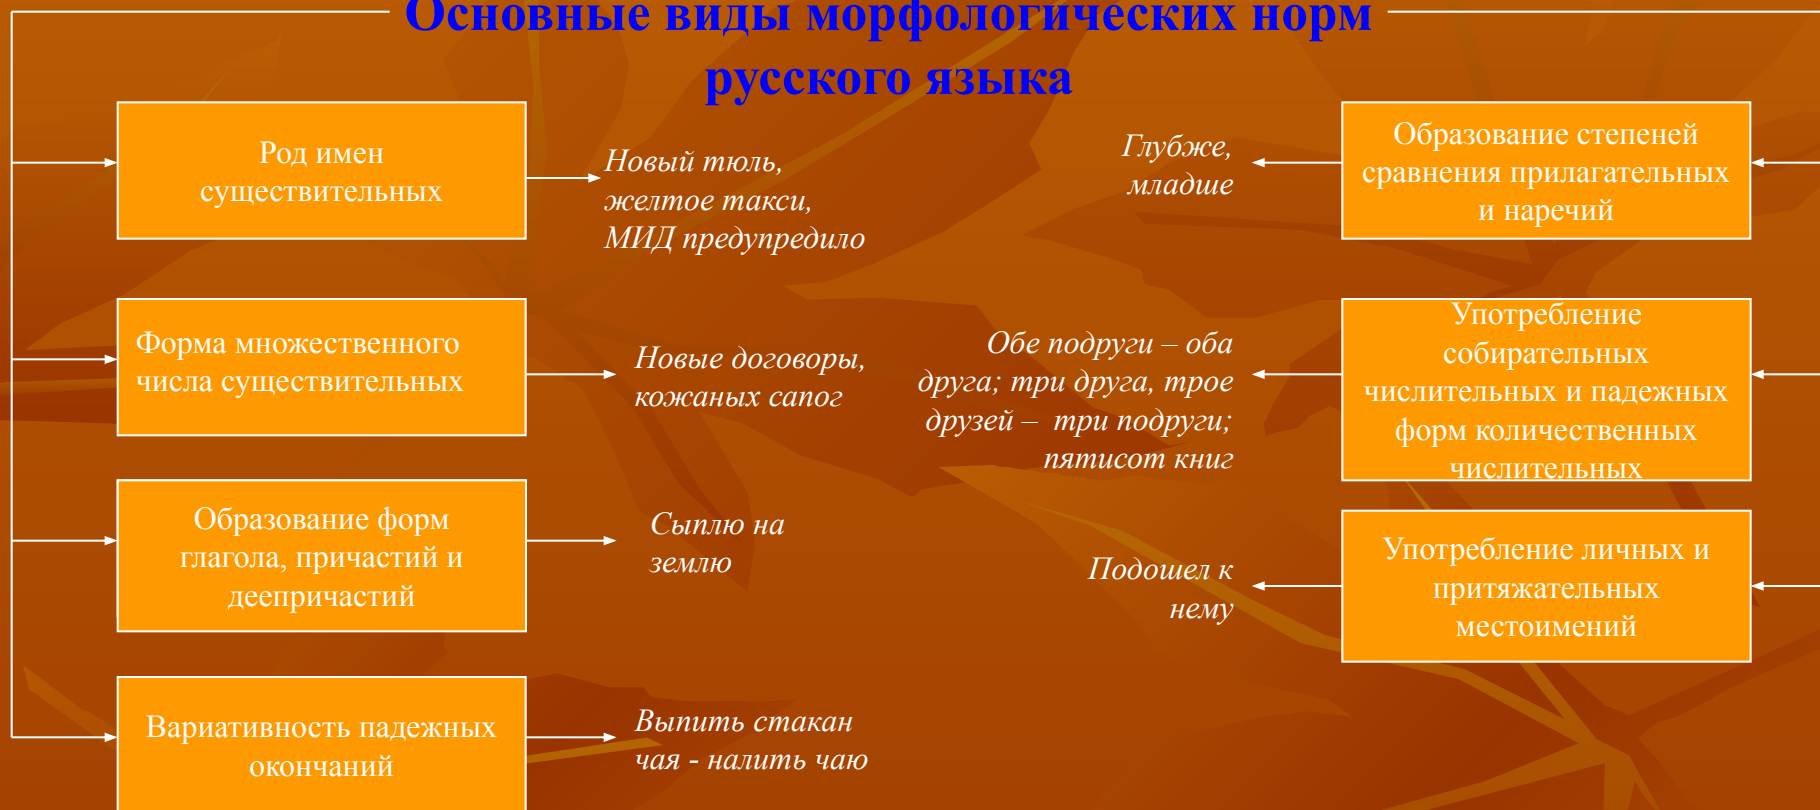 Основные виды морфологических норм
русского языка
Род имен
существительных
Новый тюль,
желтое такси,
МИД предупредило
Форма множественного
числа существительных
Новые договоры,
кожаных сапог
Образование форм
глагола, причастий и
деепричастий
Сыплю на
землю
Вариативность падежных
окончаний
Выпить стакан
чая - налить чаю
Глубже,
младше
Образование степеней
сравнения прилагательных
и наречий
Обе подруги – оба
друга; три друга, трое
друзей – три подруги;
пятисот книг
Употребление
собирательных
числительных и падежных
форм количественных
числительных
Подошел к
нему
Употребление личных и
притяжательных
местоимений